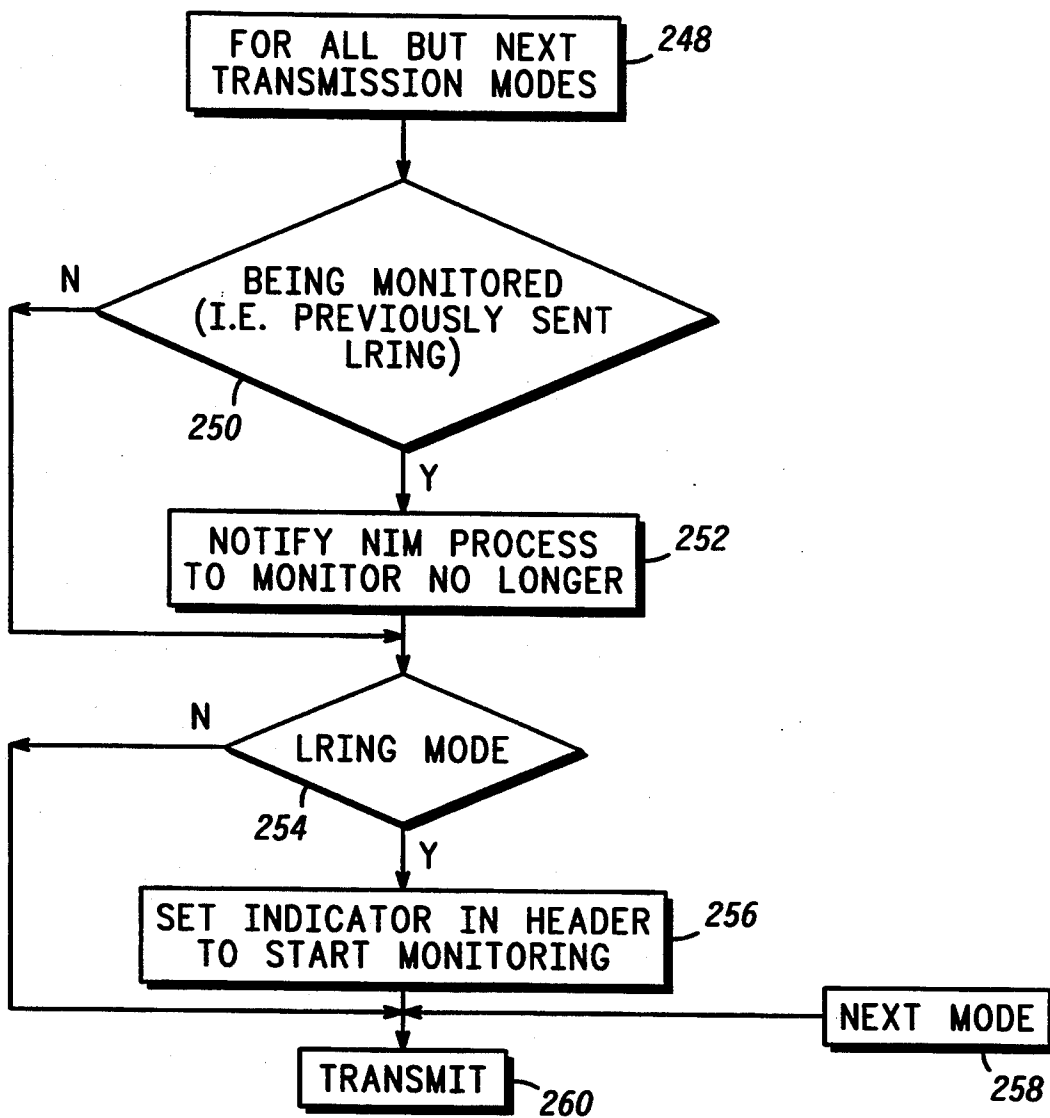 FOR ALL BUT NEXT
TRANSMISSION MODES
248
N
BEING MONITORED
(I.E. PREVIOUSLY SENT
LRING)
250
Y
NOTIFY NIM PROCESS
TO MONITOR NO LONGER
252
N
LRING MODE
254
Y
SET INDICATOR IN HEADER
TO START MONITORING
256
NEXT MODE
258
TRANSMIT
260